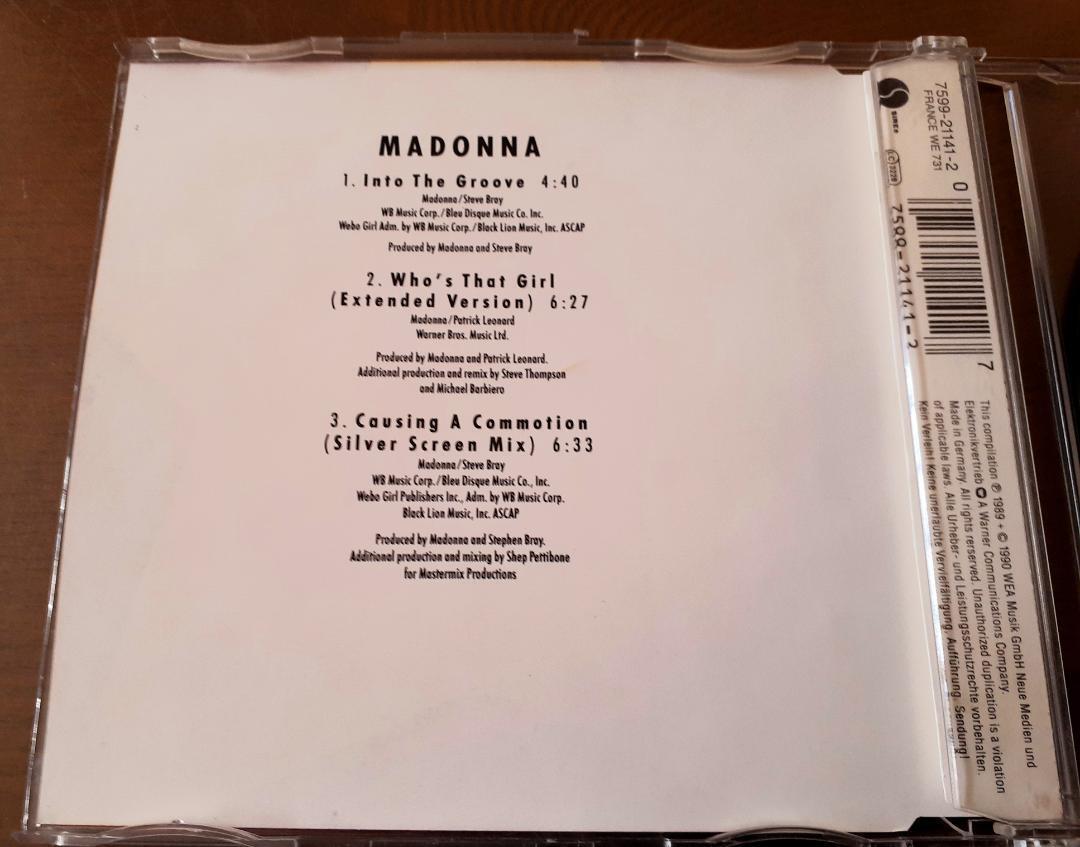 MADONNA
1. Into The Groove 4:40
Madonna/Steve Bray
WB Music Corp./Bleu Disque Music Co. Inc.
Webo Girl Adm. by WB Music Corp./Black Lion Music, Inc. ASCAP
Produced by Madonna and Steve Bray
2. Who's That Girl
(Extended Version) 6:27
Madonna/Patrick Leonard
Warner Bros. Music Ltd.
Produced by Madonna and Patrick Leonard.
Additional production and remix by Steve Thompson
and Michael Barbiero
3. Causing A Commotion
(Silver Screen Mix) 6:33
Madonna/Steve Bray
WB Music Corp./Bleu Disque Music Co., Inc.
Webo Girl Publishers Inc., Adm. by WB Music Corp.
Black Lion Music, Inc. ASCAP
Produced by Madonna and Stephen Bray.
Additional production and mixing by Shep Pettibone
for Mastermix Productions
7599-21141-2
FRANCE WE 731
SIRE
LC 3228
7599-21141-2
0
7
This compilation ℗ 1989 + © 1990 WEA Musik GmbH Neue Medien und
Elektronikvertrieb A Warner Communications Company.
Made in Germany. All rights rerserved. Unauthorized duplication is a violation
of applicable laws. Alle Urheber- und Leistungsschutzrechte vorbehalten.
Kein Verleih! Keine unerlaubte Vervielfältigung, Aufführung, Sendung!